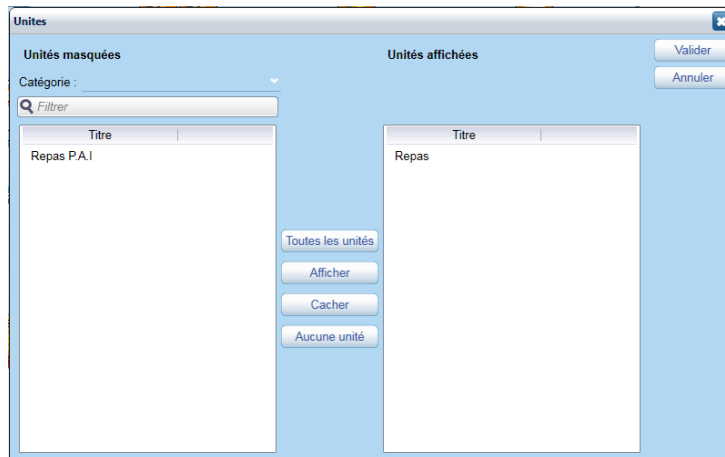 Unites
Unités masquées
Unités affichées
Valider
Annuler
Catégorie :
Filtrer
Titre
Titre
Repas P.A.I
Repas
Toutes les unités
Afficher
Cacher
Aucune unité